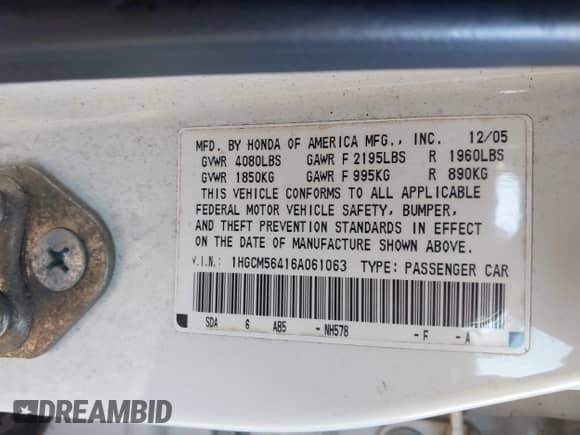 MFD. BY HONDA OF AMERICA MFG., INC. 12/05
GVWR 4080LBS GAWR F 2195LBS R 1960LBS
GVWR 1850KG GAWR F 995KG R 890KG
THIS VEHICLE CONFORMS TO ALL APPLICABLE
FEDERAL MOTOR VEHICLE SAFETY, BUMPER,
AND THEFT PREVENTION STANDARDS IN EFFECT
ON THE DATE OF MANUFACTURE SHOWN ABOVE.
V.I.N.: 1HGCM56416A061063 TYPE: PASSENGER CAR
SDA 6 AB5 -NH578 -F -A
DREAMBID